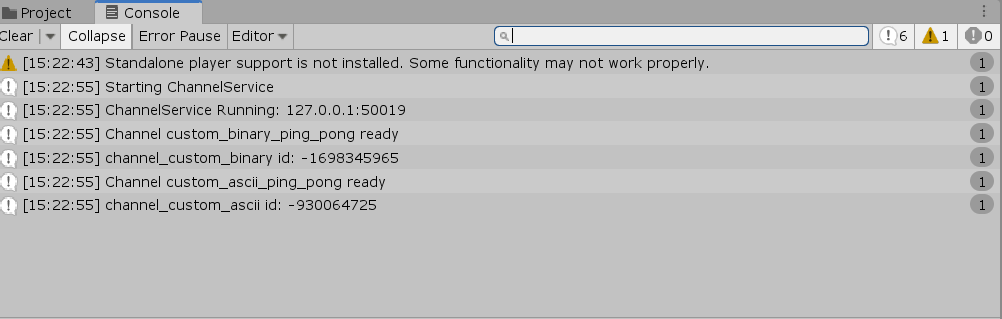 Project Console
Clear Collapse Error Pause Editor 6 1 0
[15:22:43] Standalone player support is not installed. Some functionality may not work properly. 1
[15:22:55] Starting ChannelService 1
[15:22:55] ChannelService Running: 127.0.0.1:50019 1
[15:22:55] Channel custom_binary_ping_pong ready 1
[15:22:55] channel_custom_binary id: -1698345965 1
[15:22:55] Channel custom_ascii_ping_pong ready 1
[15:22:55] channel_custom_ascii id: -930064725 1